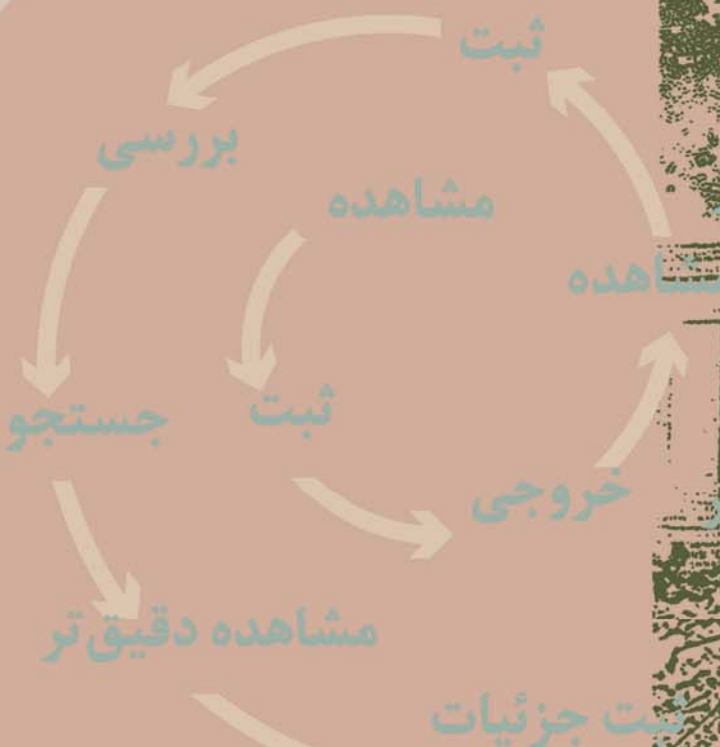 ثبت
بررسی
مشاهده
مشاهده
ثبت
جستجو
خروجی
مشاهده دقیق‌تر
ثبت جزئیات